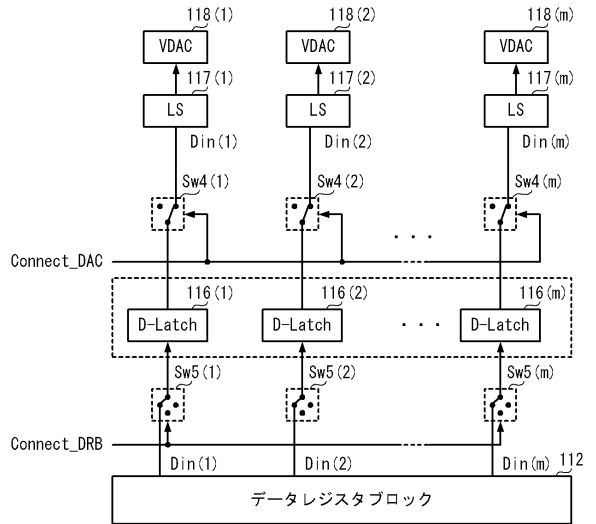 118(1) 118(2) 118(m)
VDAC VDAC VDAC
117(1) 117(2) 117(m)
LS LS LS
Din(1) Din(2) Din(m)
Sw4(1) Sw4(2) Sw4(m)
. . .
Connect_DAC
116(1) 116(2) 116(m)
D-Latch D-Latch . . . D-Latch
Sw5(1) Sw5(2) Sw5(m)
Connect_DRB
Din(1) Din(2) Din(m) 112
データレジスタブロック